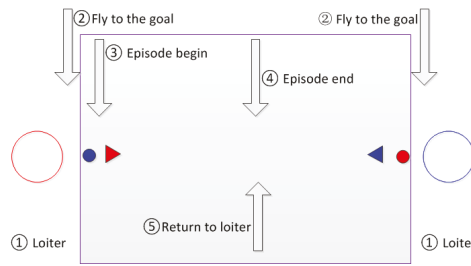 ② Fly to the goal
② Fly to the goal
③ Episode begin
④ Episode end
⑤ Return to loiter
① Loiter
① Loite